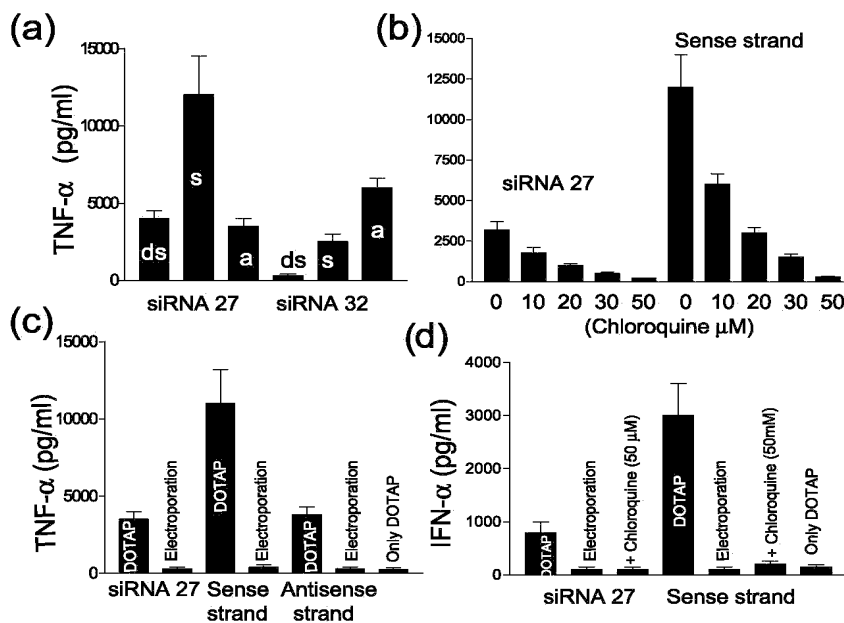 (a)
15000
10000
5000
0
TNF-α (pg/ml)
ds
s
a
ds
s
a
siRNA 27
siRNA 32
(b)
Sense strand
15000
12500
10000
7500
5000
2500
0
siRNA 27
0 10 20 30 50 0 10 20 30 50
(Chloroquine μM)
(c)
15000
10000
5000
0
TNF-α (pg/ml)
DOTAP
Electroporation
DOTAP
Electroporation
DOTAP
Electroporation
Only DOTAP
siRNA 27
Sense
strand
Antisense
strand
(d)
4000
3000
2000
1000
0
IFN-α (pg/ml)
DOTAP
Electroporation
+ Chloroquine (50 μM)
DOTAP
Electroporation
+ Chloroquine (50mM)
Only DOTAP
siRNA 27
Sense strand